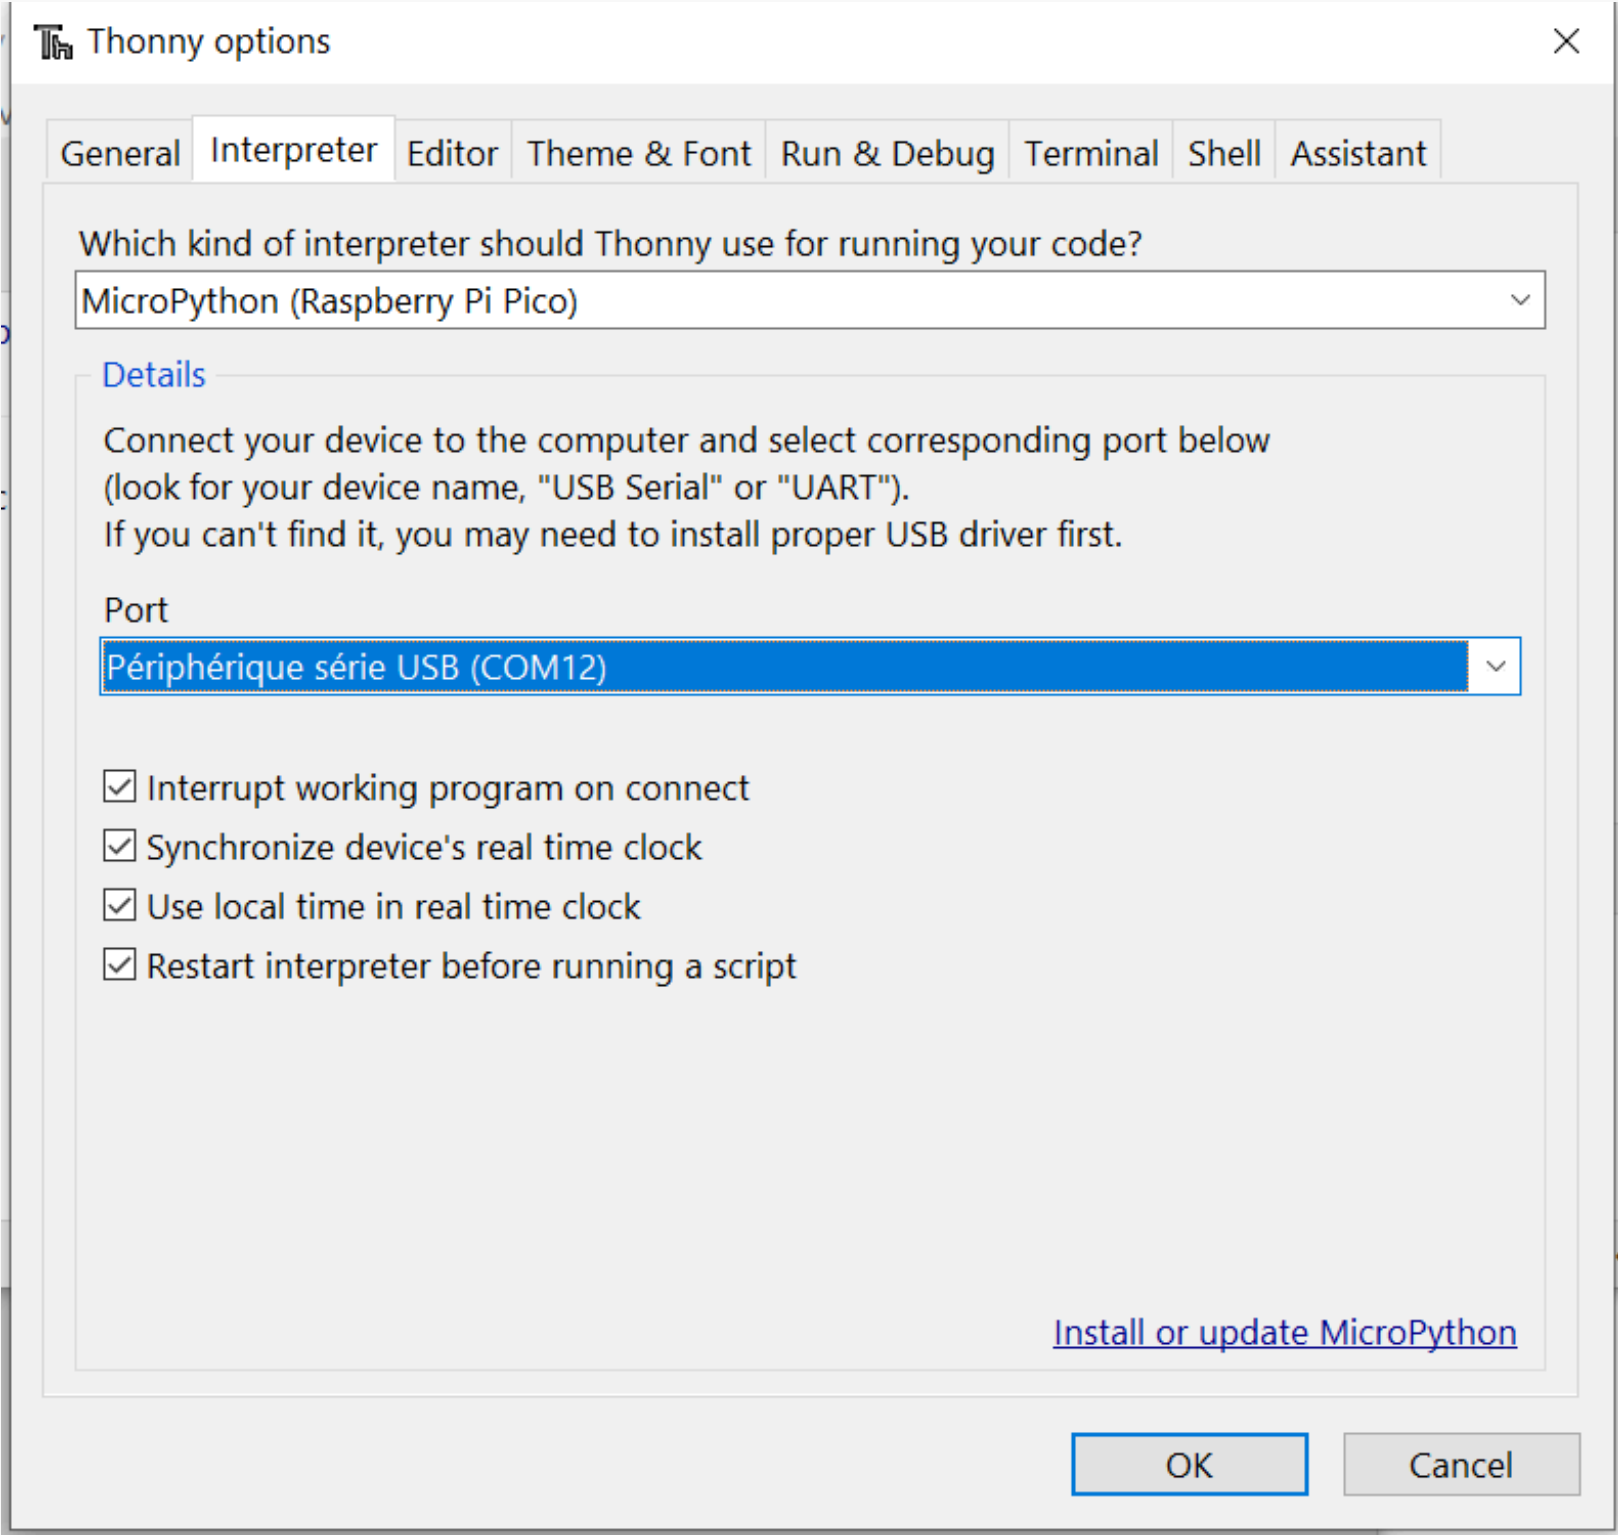 Thonny options
General Interpreter Editor Theme & Font Run & Debug Terminal Shell Assistant
Which kind of interpreter should Thonny use for running your code?
MicroPython (Raspberry Pi Pico)
Details
Connect your device to the computer and select corresponding port below
(look for your device name, "USB Serial" or "UART").
If you can't find it, you may need to install proper USB driver first.
Port
Périphérique série USB (COM12)
Interrupt working program on connect
Synchronize device's real time clock
Use local time in real time clock
Restart interpreter before running a script
Install or update MicroPython
OK Cancel